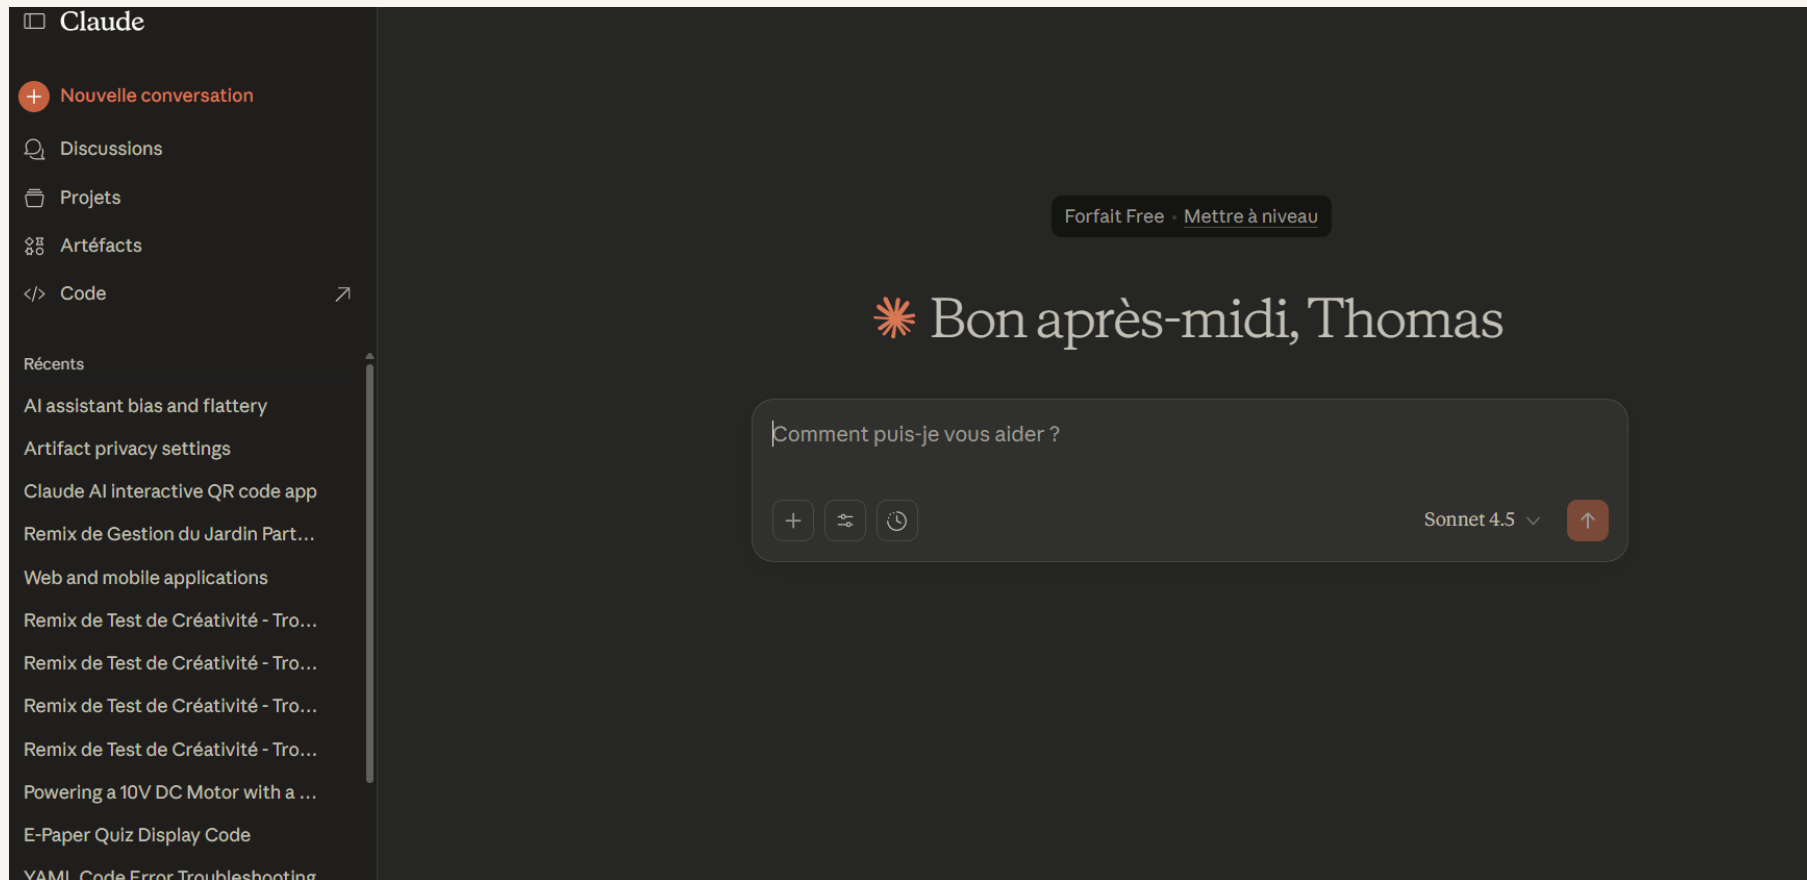 Claude
Nouvelle conversation
Discussions
Projets
Artéfacts
Code
Récents
AI assistant bias and flattery
Artifact privacy settings
Claude AI interactive QR code app
Remix de Gestion du Jardin Part...
Web and mobile applications
Remix de Test de Créativité - Tro...
Remix de Test de Créativité - Tro...
Remix de Test de Créativité - Tro...
Remix de Test de Créativité - Tro...
Powering a 10V DC Motor with a ...
E-Paper Quiz Display Code
YAML Code Error Troubleshooting
Forfait Free · Mettre à niveau
Bon après-midi, Thomas
Comment puis-je vous aider ?
Sonnet 4.5